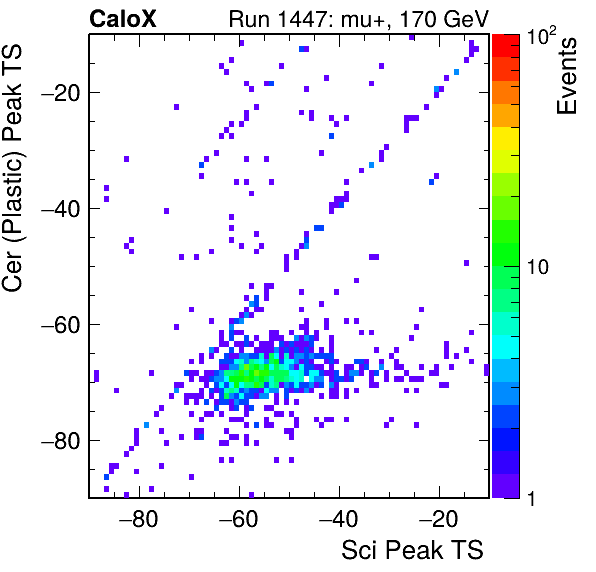 CaloX Run 1447: mu+, 170 GeV
Cer (Plastic) Peak TS
−20
−40
−60
−80
−80 −60 −40 −20
Sci Peak TS
10²
10
1
Events